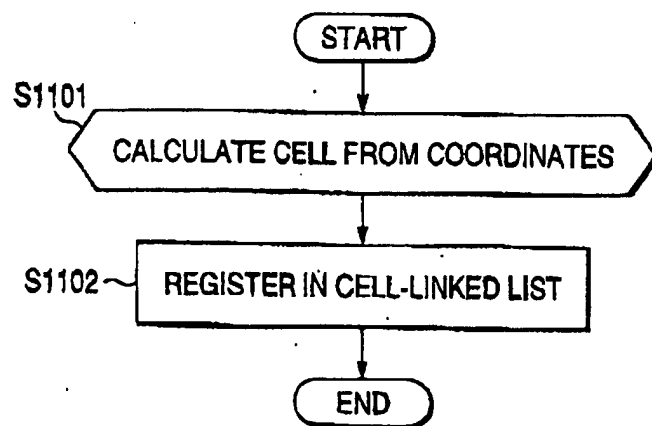 START
S1101
CALCULATE CELL FROM COORDINATES
S1102
REGISTER IN CELL-LINKED LIST
END